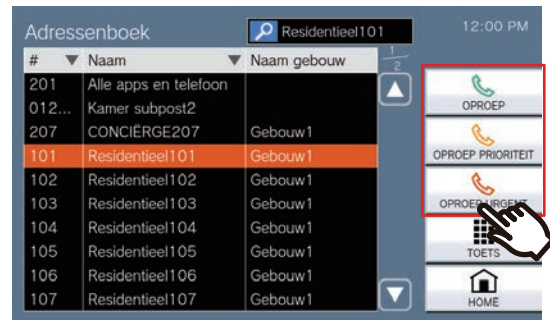 Adressenboek Residentieel101 12:00 PM
# Naam Naam gebouw 1/2
201 Alle apps en telefoon
012... Kamer subpost2
207 CONCIËRGE207 Gebouw1
101 Residentieel101 Gebouw1
102 Residentieel102 Gebouw1
103 Residentieel103 Gebouw1
104 Residentieel104 Gebouw1
105 Residentieel105 Gebouw1
106 Residentieel106 Gebouw1
107 Residentieel107 Gebouw1
OPROEP
OPROEP PRIORITEIT
OPROEP URGENT
TOETS
HOME